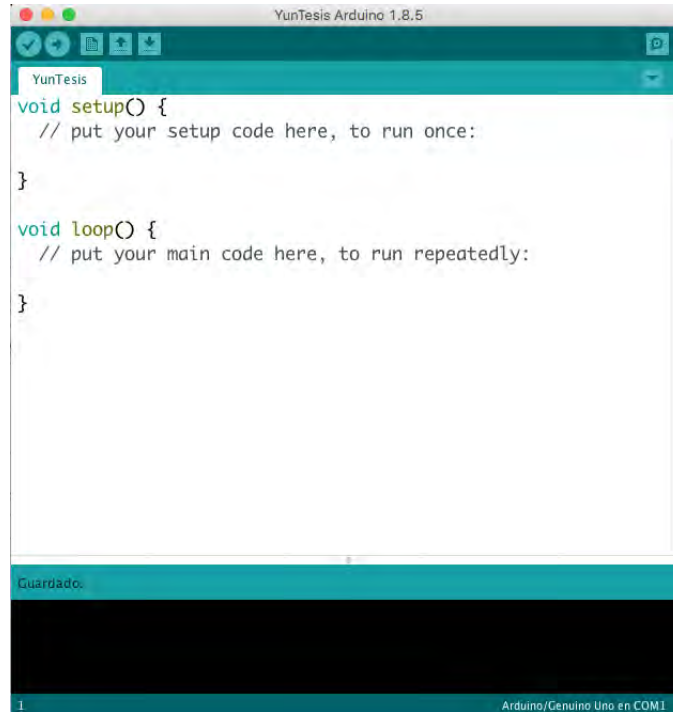 YunTesis Arduino 1.8.5
YunTesis
void setup() {
  // put your setup code here, to run once:
}
void loop() {
  // put your main code here, to run repeatedly:
}
Guardado.
1
Arduino/Genuino Uno en COM1